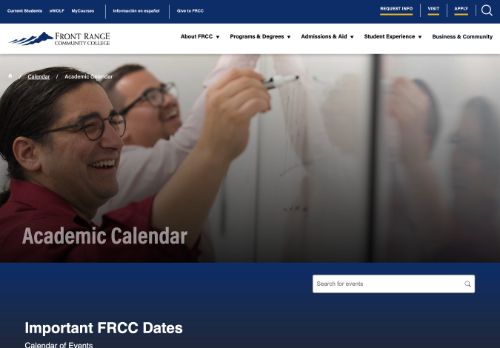 Current Students eWOLF MyCourses Información en español Give to FRCC REQUEST INFO VISIT APPLY
FRONT RANGE
COMMUNITY COLLEGE
About FRCC ▼ Programs & Degrees ▼ Admissions & Aid ▼ Student Experience ▼ Business & Community
/ Calendar / Academic Calendar
Academic Calendar
Search for events
Important FRCC Dates
Calendar of Events